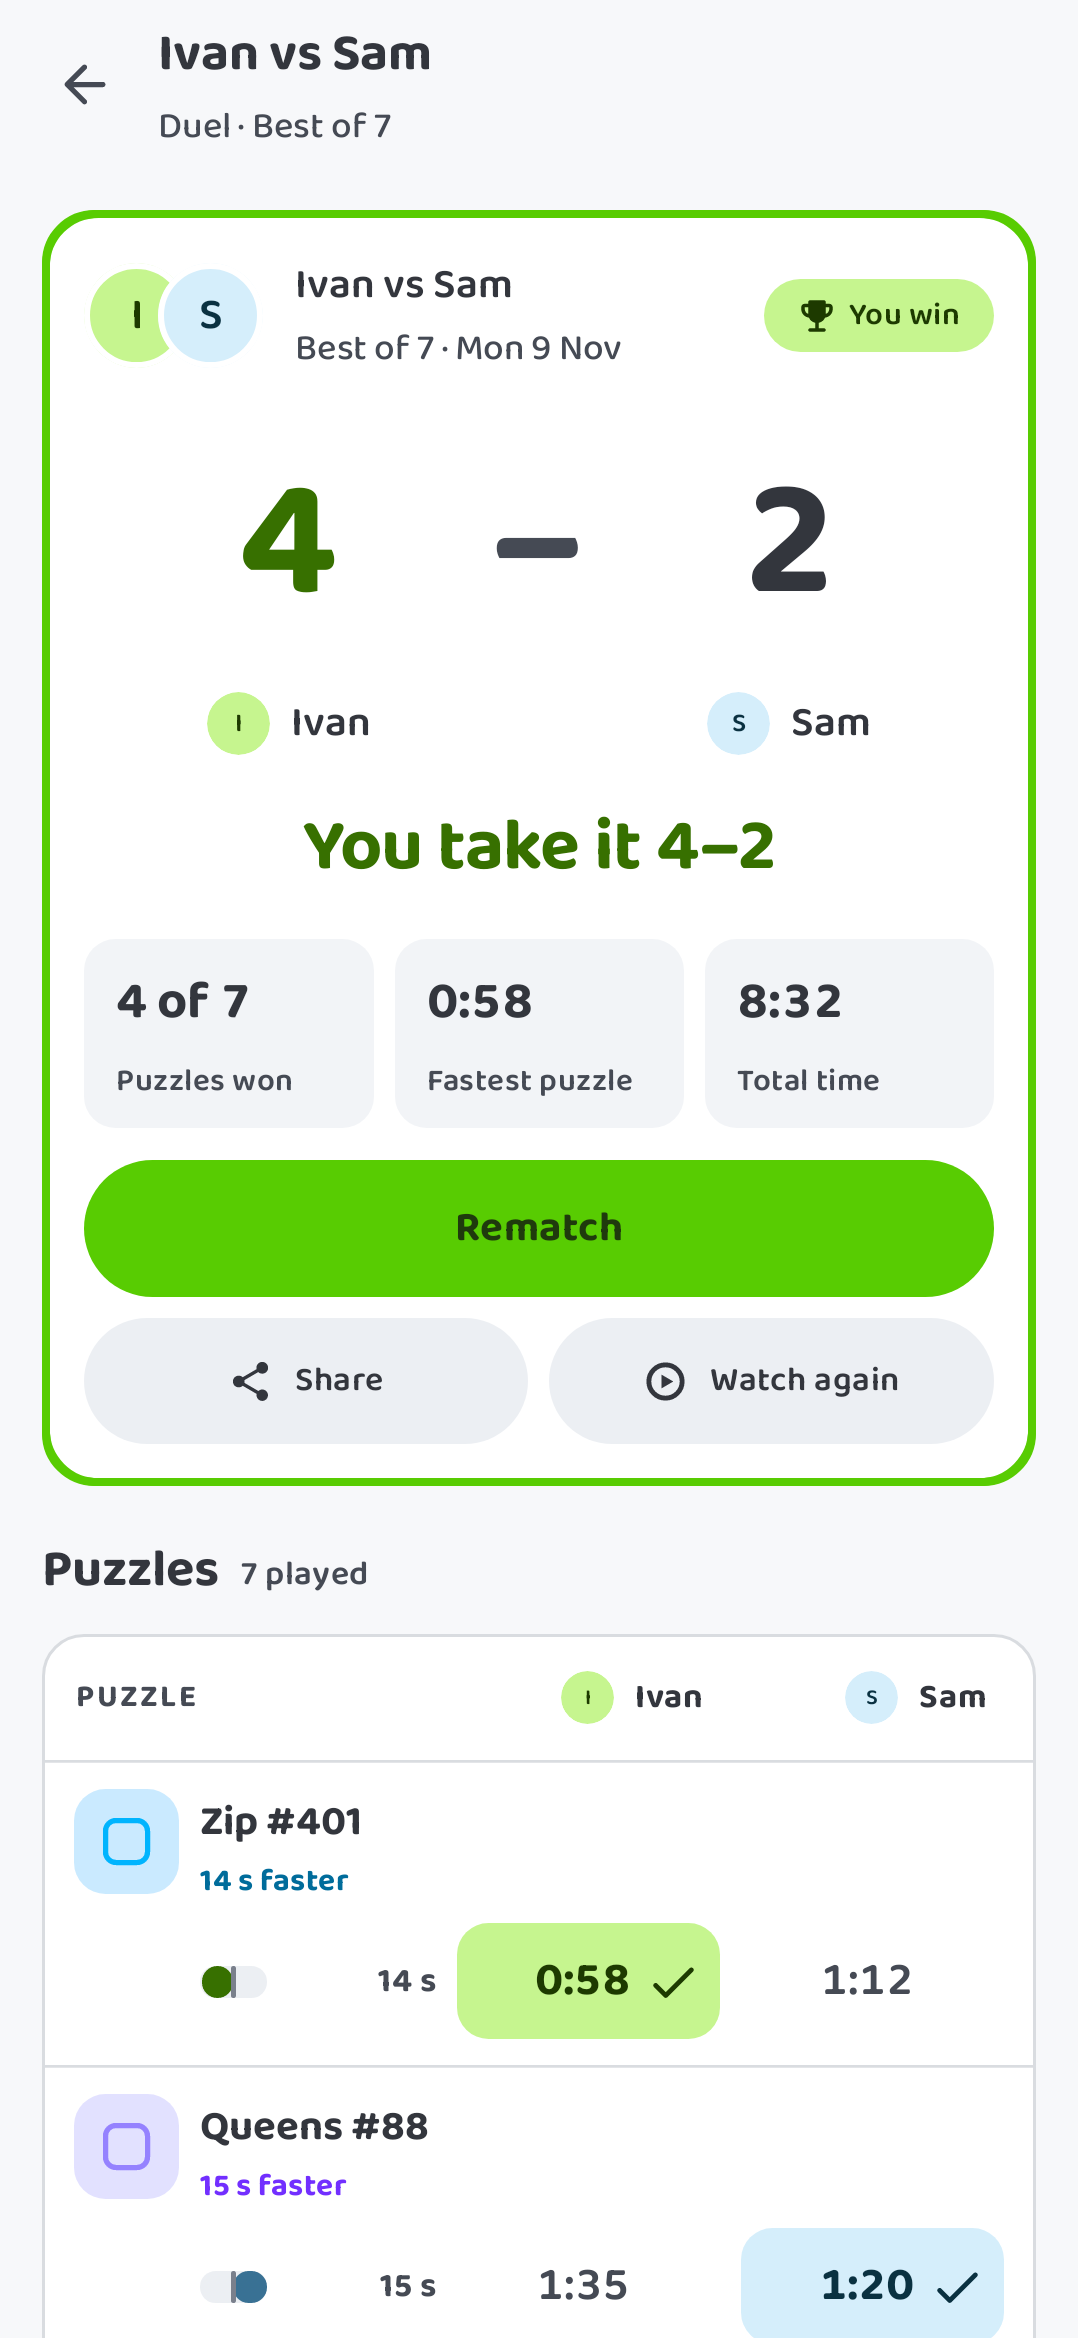 Ivan vs Sam
Duel · Best of 7
I S Ivan vs Sam
Best of 7 · Mon 9 Nov
You win
4 – 2
I Ivan
S Sam
You take it 4–2
4 of 7
Puzzles won
0:58
Fastest puzzle
8:32
Total time
Rematch
Share
Watch again
Puzzles 7 played
PUZZLE I Ivan S Sam
Zip #401
14 s faster
14 s 0:58 1:12
Queens #88
15 s faster
15 s 1:35 1:20